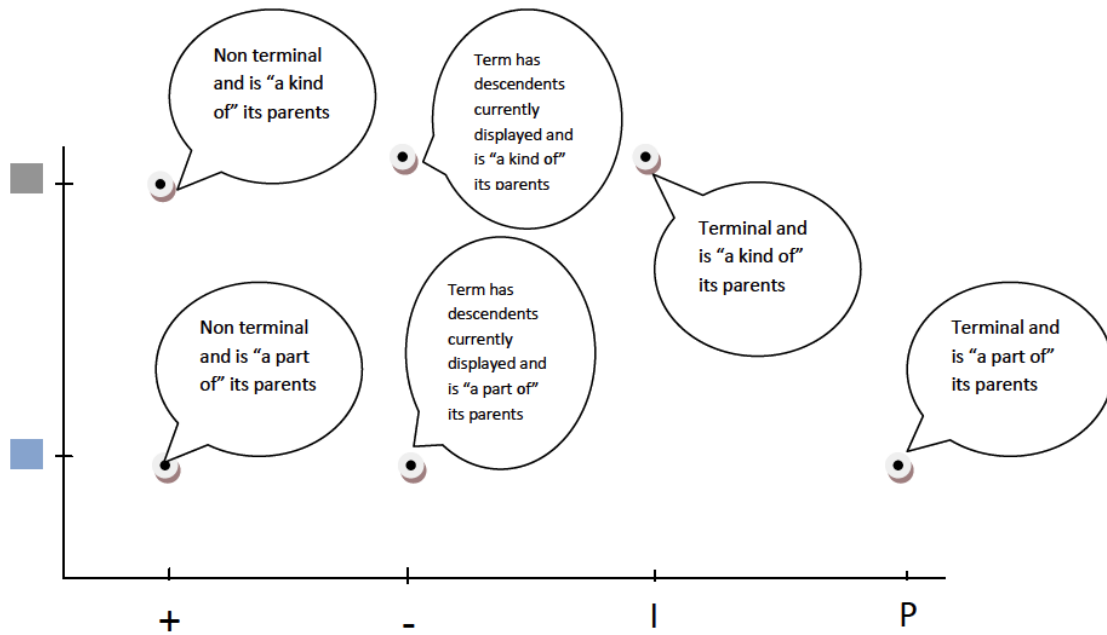 Non terminal
and is “a kind
of” its parents
Term has
descendents
currently
displayed and
is “a kind of”
its parents
Terminal and
is “a kind of”
its parents
Non terminal
and is “a part
of” its parents
Term has
descendents
currently
displayed and
is “a part of”
its parents
Terminal and
is “a part of”
its parents
+
-
I
P